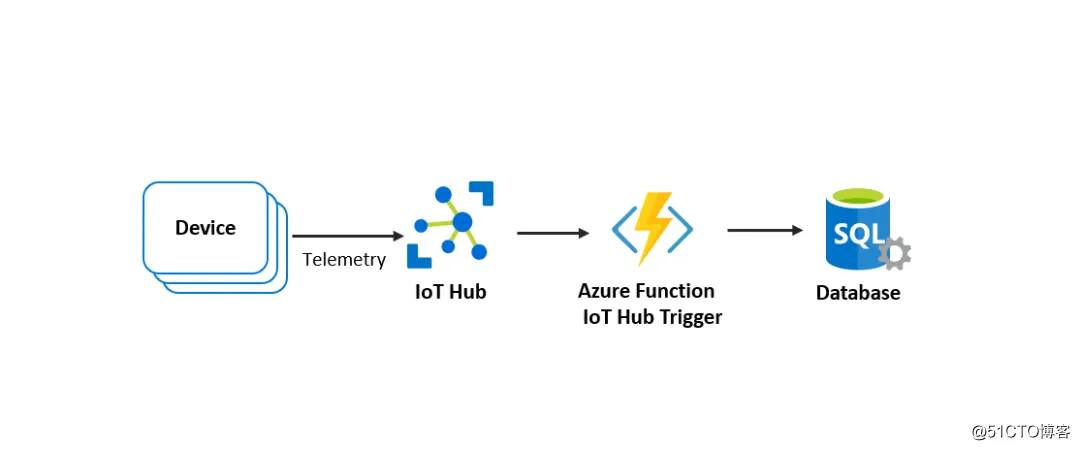 Device
Telemetry
IoT Hub
Azure Function
IoT Hub Trigger
SQL
Database
@51CTO博客